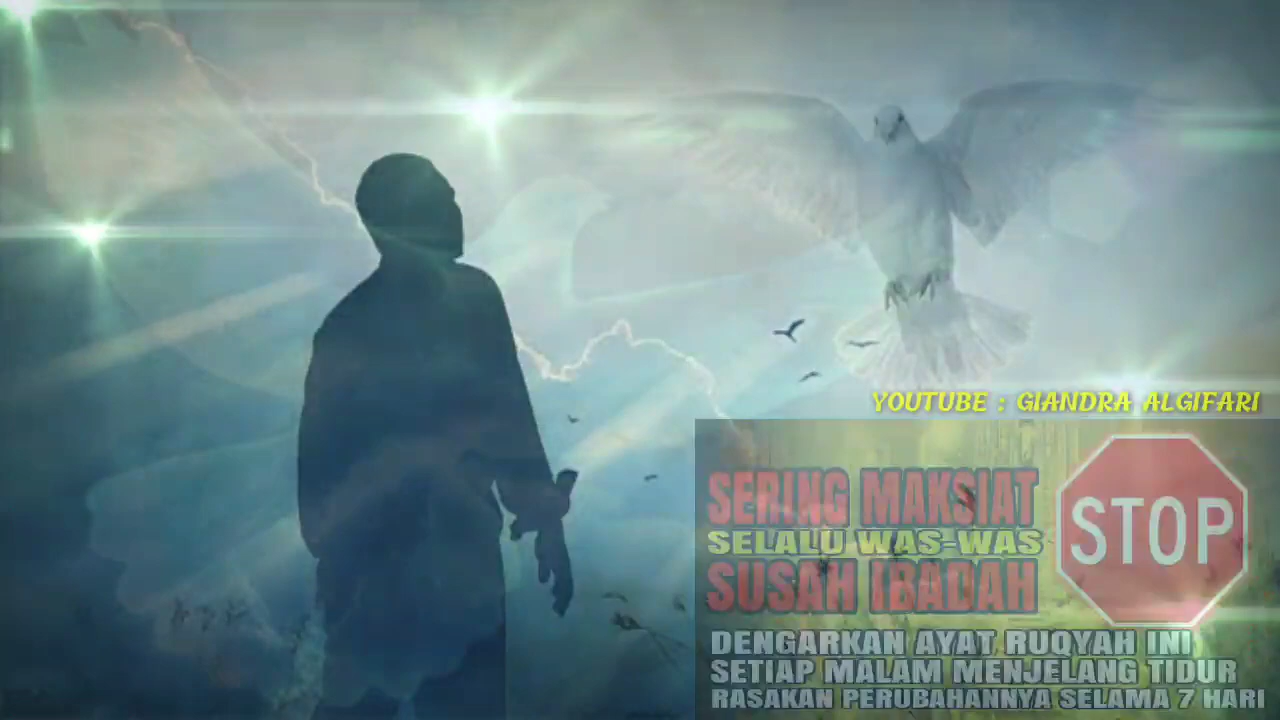 YOUTUBE : GIANDRA ALGIFARI
SERING MAKSIAT
SELALU WAS-WAS
SUSAH IBADAH
STOP
DENGARKAN AYAT RUQYAH INI
SETIAP MALAM MENJELANG TIDUR
RASAKAN PERUBAHANNYA SELAMA 7 HARI